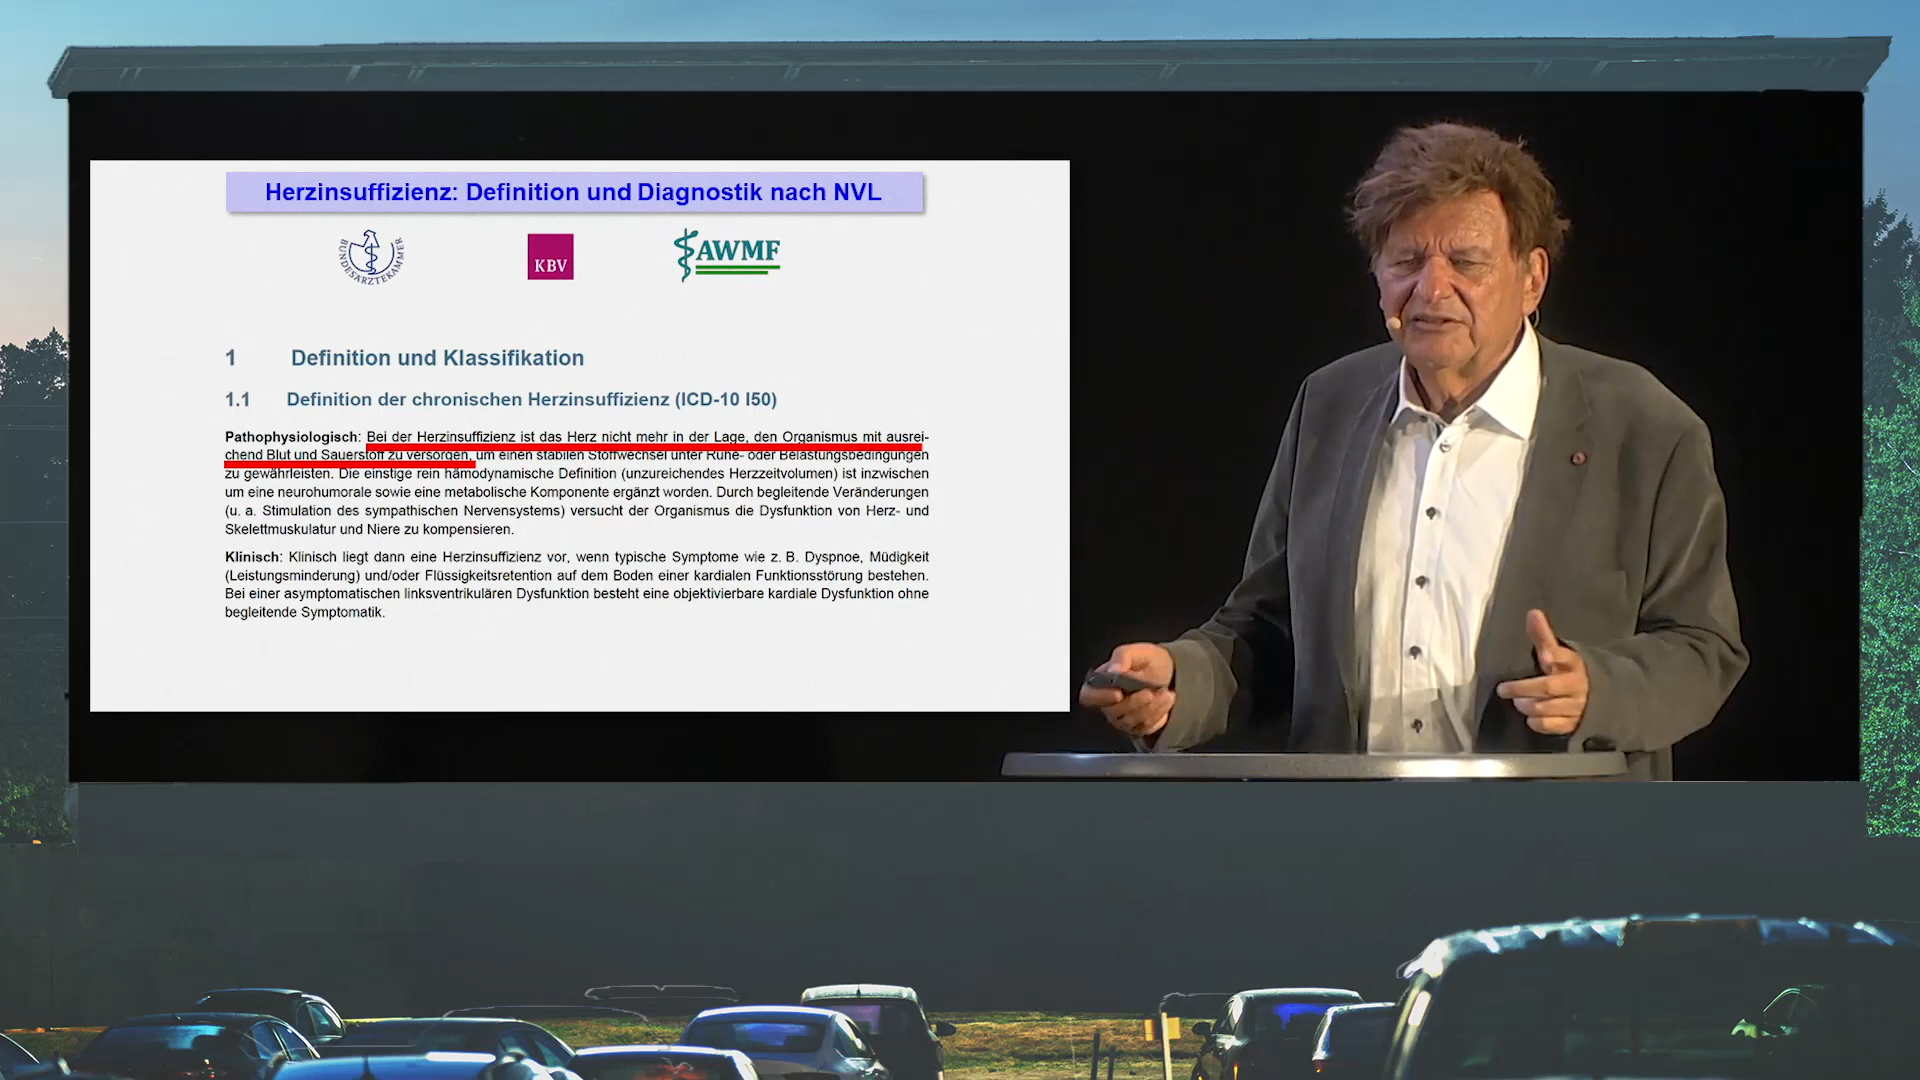 Herzinsuffizienz: Definition und Diagnostik nach NVL
BUNDESÄRZTEKAMMER
KBV
AWMF
1 Definition und Klassifikation
1.1 Definition der chronischen Herzinsuffizienz (ICD-10 I50)
Pathophysiologisch: Bei der Herzinsuffizienz ist das Herz nicht mehr in der Lage, den Organismus mit ausrei-
chend Blut und Sauerstoff zu versorgen, um einen stabilen Stoffwechsel unter Ruhe- oder Belastungsbedingungen
zu gewährleisten. Die einstige rein hämodynamische Definition (unzureichendes Herzzeitvolumen) ist inzwischen
um eine neurohumorale sowie eine metabolische Komponente ergänzt worden. Durch begleitende Veränderungen
(u. a. Stimulation des sympathischen Nervensystems) versucht der Organismus die Dysfunktion von Herz- und
Skelettmuskulatur und Niere zu kompensieren.
Klinisch: Klinisch liegt dann eine Herzinsuffizienz vor, wenn typische Symptome wie z. B. Dyspnoe, Müdigkeit
(Leistungsminderung) und/oder Flüssigkeitsretention auf dem Boden einer kardialen Funktionsstörung bestehen.
Bei einer asymptomatischen linksventrikulären Dysfunktion besteht eine objektivierbare kardiale Dysfunktion ohne
begleitende Symptomatik.